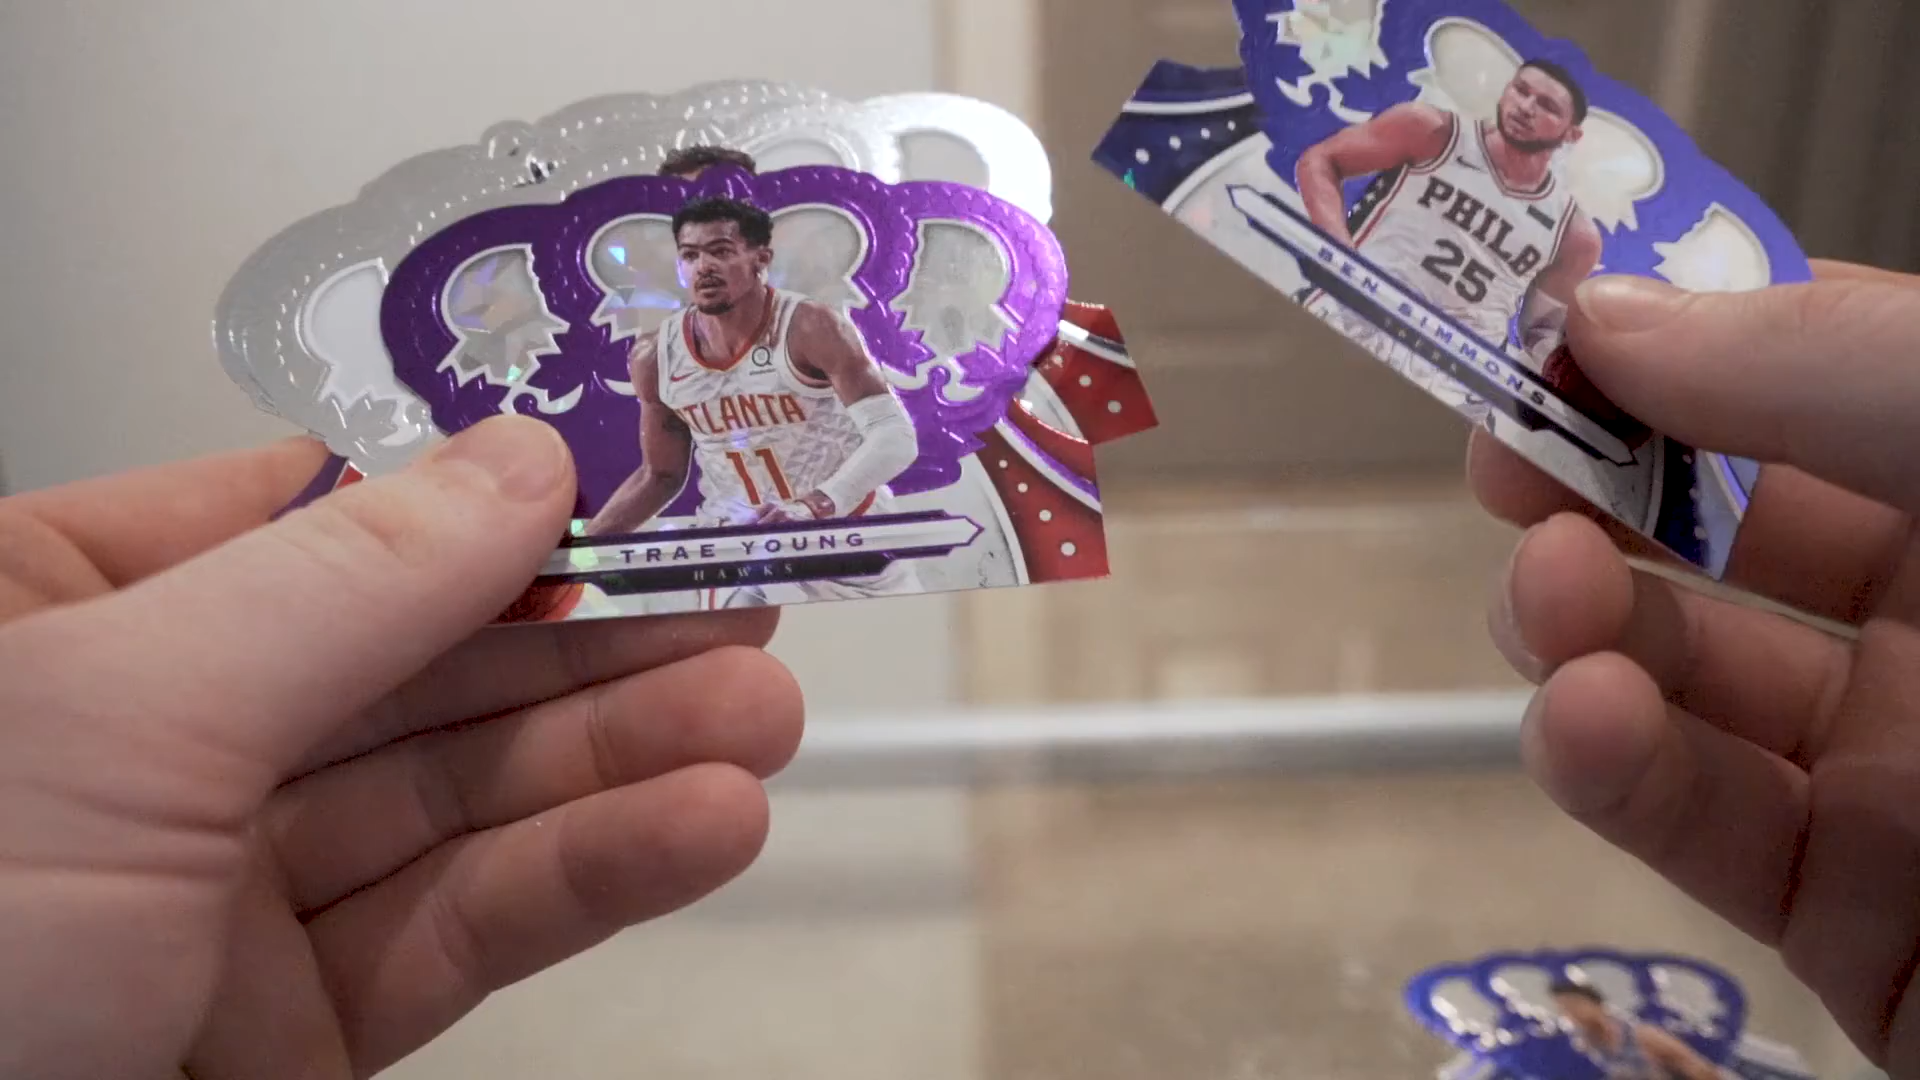 ATLANTA
11
TRAE YOUNG
HAWKS
PHILA
25
BEN SIMMONS